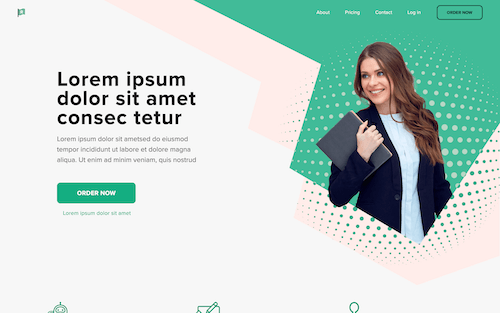 About Pricing Contact Log in ORDER NOW
Lorem ipsum
dolor sit amet
consec tetur
Lorem ipsum dolor sit ametsed do eiusmod
tempor incididunt ut labore et dolore magna
aliqua. Ut enim ad minim veniam, quis nostrud
ORDER NOW
Lorem ipsum dolor sit amet